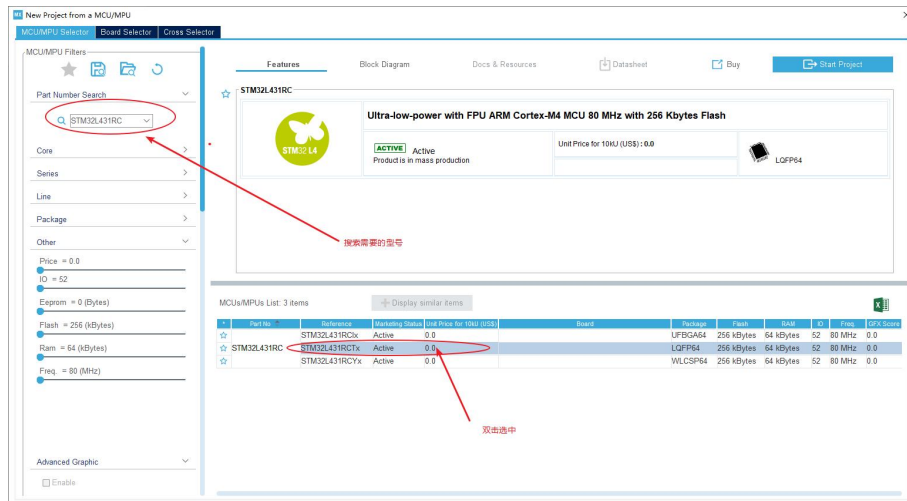 MX New Project from a MCU/MPU
MCU/MPU Selector Board Selector Cross Selector
MCU/MPU Filters
Features Block Diagram Docs & Resources Datasheet Buy Start Project
Part Number Search
STM32L431RC
STM32L431RC
Ultra-low-power with FPU ARM Cortex-M4 MCU 80 MHz with 256 Kbytes Flash
STM32 L4
ACTIVE Active
Product is in mass production
Unit Price for 10kU (US$) : 0.0
LQFP64
Core
Series
Line
Package
Other
搜索需要的型号
Price = 0.0
IO = 52
Eeprom = 0 (Bytes)
Flash = 256 (kBytes)
Ram = 64 (kBytes)
Freq. = 80 (MHz)
MCUs/MPUs List: 3 items + Display similar items
* Part No Reference Marketing Status Unit Price for 10kU (US$) Board Package Flash RAM IO Freq. GFX Score
STM32L431RCIx Active 0.0 UFBGA64 256 kBytes 64 kBytes 52 80 MHz 0.0
STM32L431RC STM32L431RCTx Active 0.0 LQFP64 256 kBytes 64 kBytes 52 80 MHz 0.0
STM32L431RCYx Active 0.0 WLCSP64 256 kBytes 64 kBytes 52 80 MHz 0.0
双击选中
Advanced Graphic
Enable